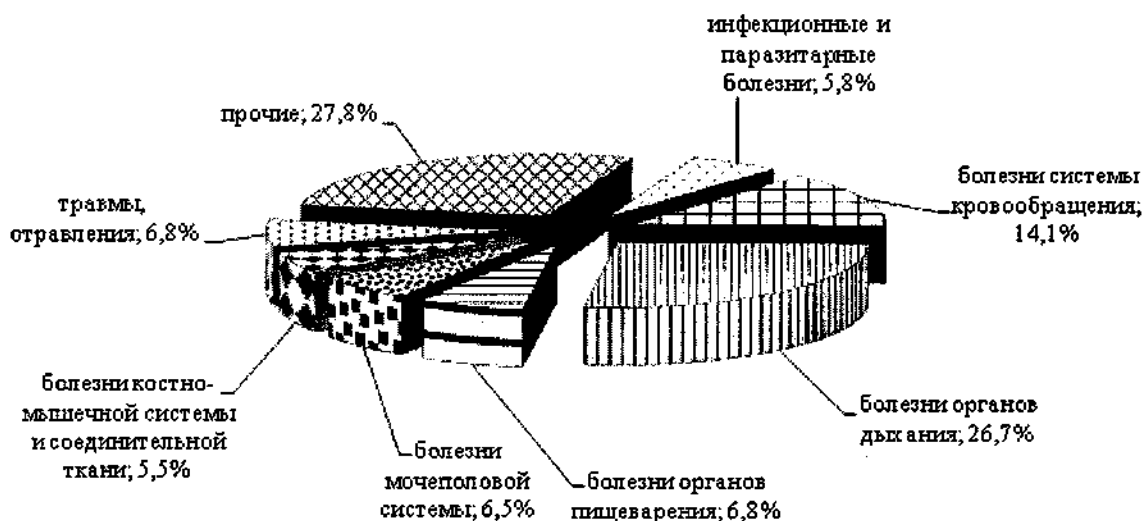 инфекционные и
паразитарные
болезни; 5,8%
прочие; 27,8%
болезни системы
кровообращения;
14,1%
травмы,
отравления; 6,8%
болезни костно-
мышечной системы
и соединительной
ткани; 5,5%
болезни
мочеполовой
системы; 6,5%
болезни органов
пищеварения; 6,8%
болезни органов
дыхания; 26,7%